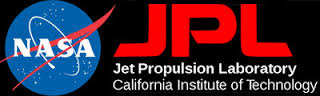 NASA
JPL
Jet Propulsion Laboratory
California Institute of Technology